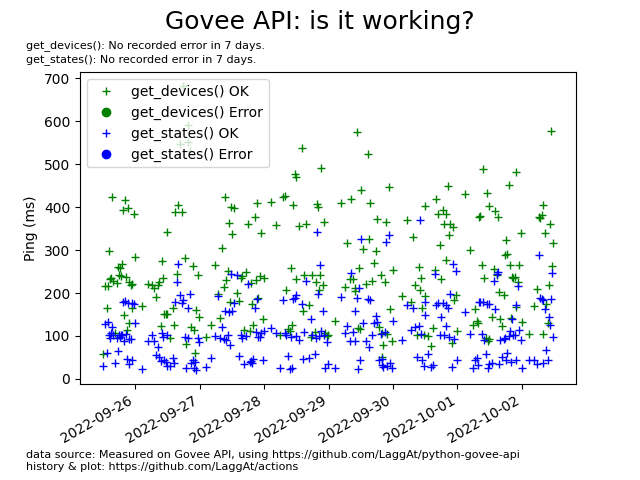 Govee API: is it working?
get_devices(): No recorded error in 7 days.
get_states(): No recorded error in 7 days.
get_devices() OK
get_devices() Error
get_states() OK
get_states() Error
Ping (ms)
700
600
500
400
300
200
100
0
2022-09-26
2022-09-27
2022-09-28
2022-09-29
2022-09-30
2022-10-01
2022-10-02
data source: Measured on Govee API, using https://github.com/LaggAt/python-govee-api
history & plot: https://github.com/LaggAt/actions